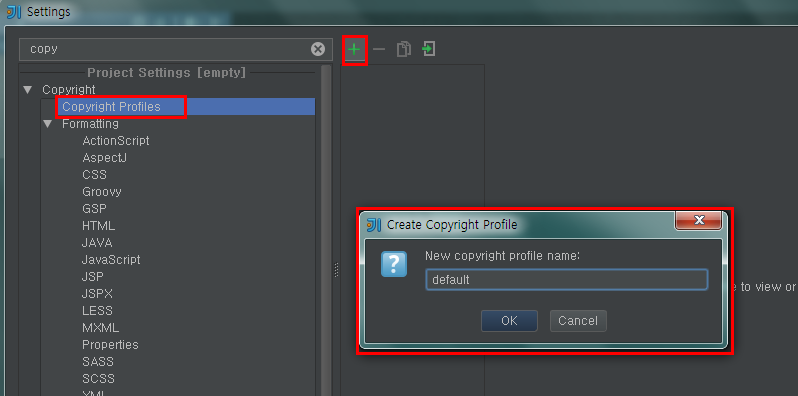 Settings
copy
Project Settings [empty]
Copyright
Copyright Profiles
Formatting
ActionScript
AspectJ
CSS
Groovy
GSP
HTML
JAVA
JavaScript
JSP
JSPX
LESS
MXML
Properties
SASS
SCSS
YML
Create Copyright Profile
New copyright profile name:
default
OK
Cancel
e to view or